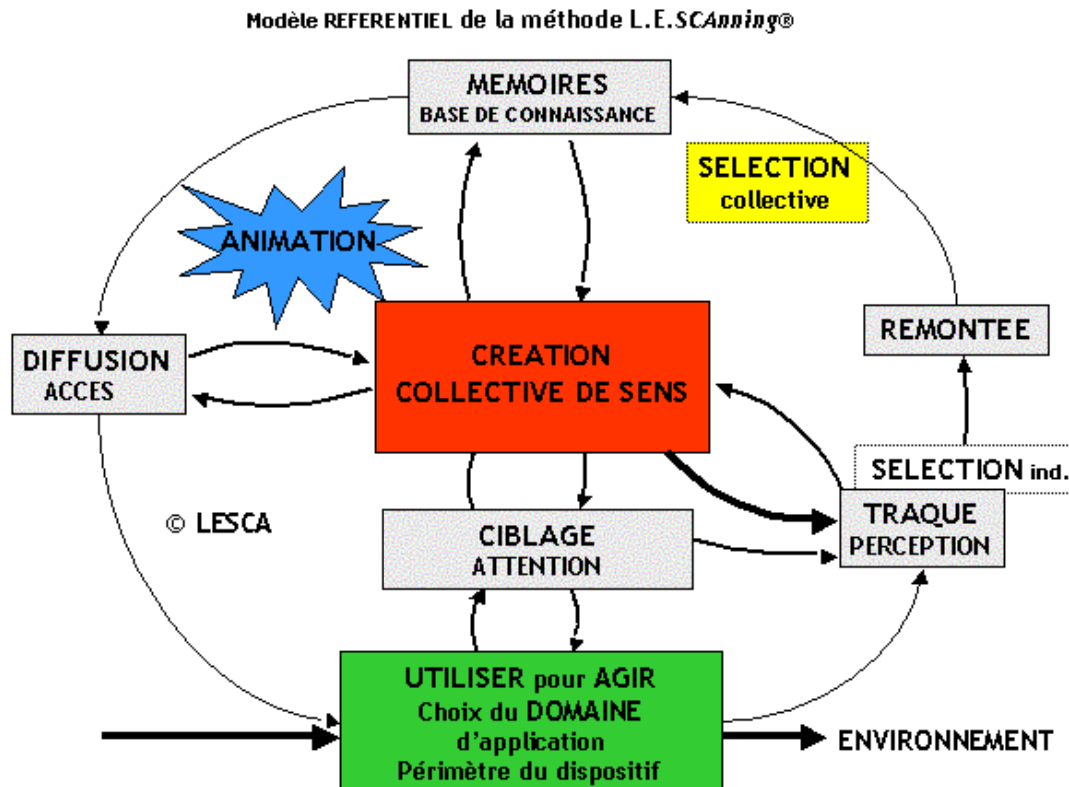 Modèle REFERENTIEL de la méthode L.E.SCAnning®
MEMOIRES
BASE DE CONNAISSANCE
SELECTION
collective
ANIMATION
REMONTEE
DIFFUSION
ACCES
CREATION
COLLECTIVE DE SENS
SELECTION ind.
TRAQUE
PERCEPTION
© LESCA
CIBLAGE
ATTENTION
UTILISER pour AGIR
Choix du DOMAINE
d'application
Périmètre du dispositif
ENVIRONNEMENT